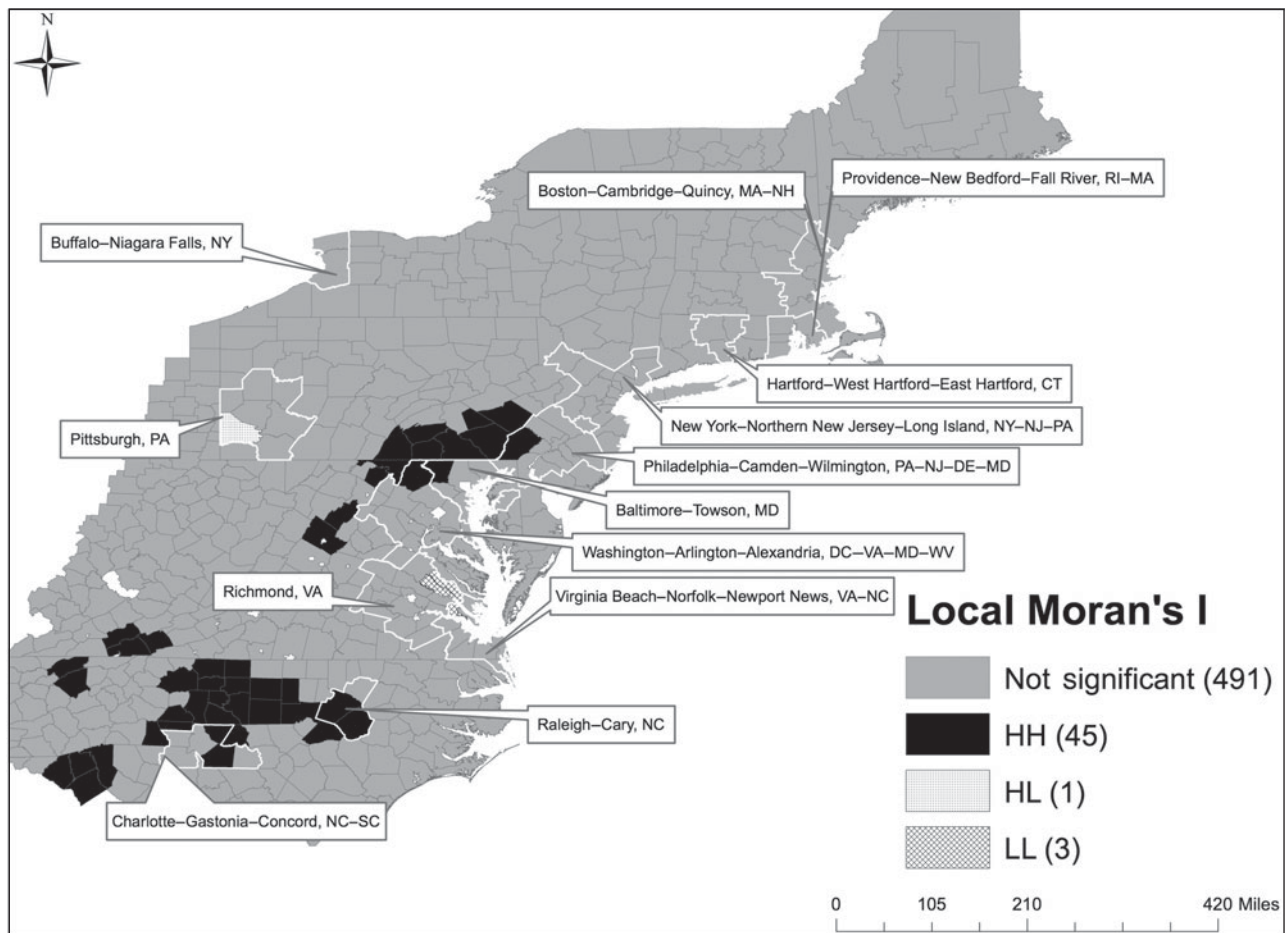 N
Boston–Cambridge–Quincy, MA–NH
Providence–New Bedford–Fall River, RI–MA
Buffalo–Niagara Falls, NY
Hartford–West Hartford–East Hartford, CT
New York–Northern New Jersey–Long Island, NY–NJ–PA
Pittsburgh, PA
Philadelphia–Camden–Wilmington, PA–NJ–DE–MD
Baltimore–Towson, MD
Washington–Arlington–Alexandria, DC–VA–MD–WV
Richmond, VA
Virginia Beach–Norfolk–Newport News, VA–NC
Raleigh–Cary, NC
Charlotte–Gastonia–Concord, NC–SC
Local Moran's I
Not significant (491)
HH (45)
HL (1)
LL (3)
0 105 210 420 Miles